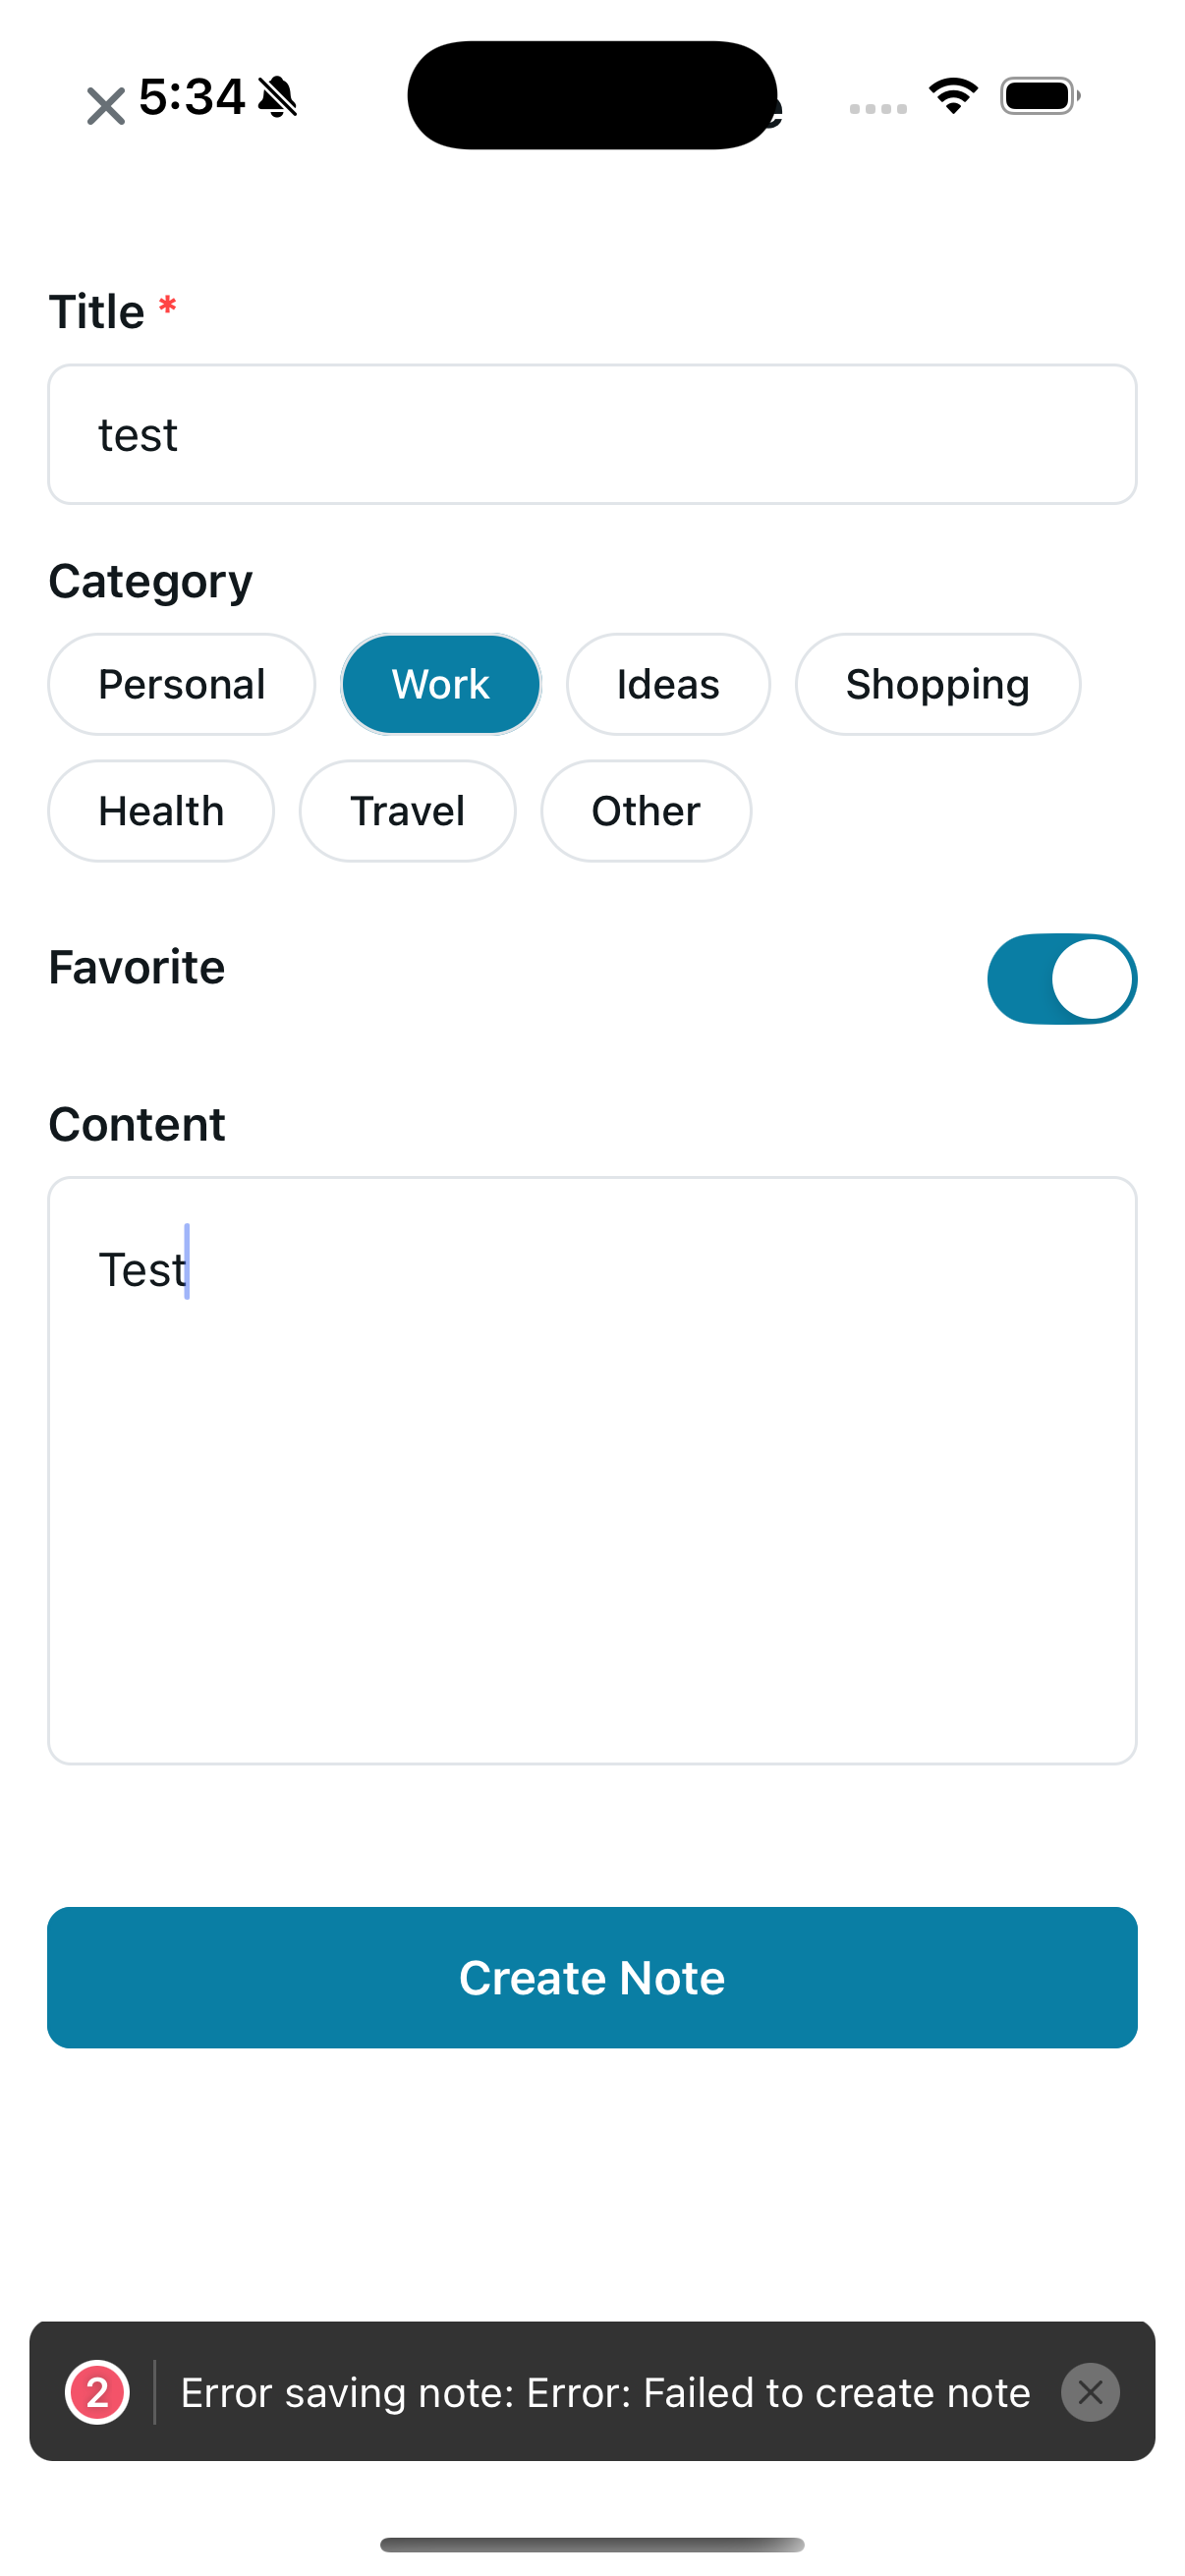 5:34
Title *
test
Category
Personal Work Ideas Shopping
Health Travel Other
Favorite
Content
Test
Create Note
2 Error saving note: Error: Failed to create note